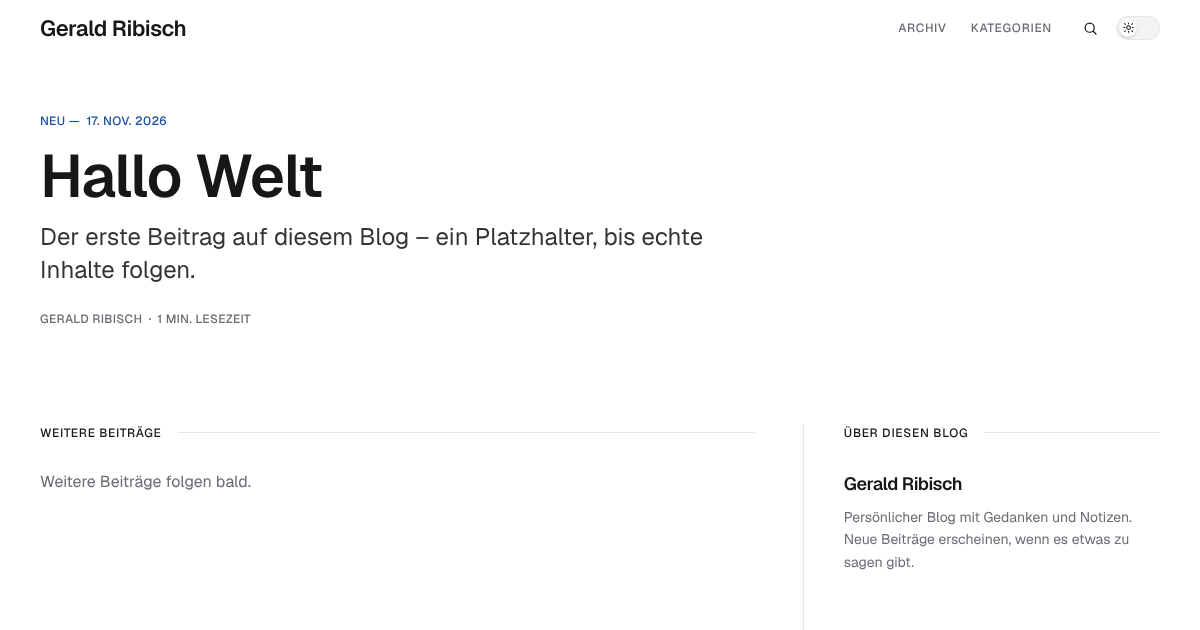 Gerald Ribisch
ARCHIV
KATEGORIEN
NEU — 17. NOV. 2026
Hallo Welt
Der erste Beitrag auf diesem Blog – ein Platzhalter, bis echte
Inhalte folgen.
GERALD RIBISCH · 1 MIN. LESEZEIT
WEITERE BEITRÄGE
Weitere Beiträge folgen bald.
ÜBER DIESEN BLOG
Gerald Ribisch
Persönlicher Blog mit Gedanken und Notizen.
Neue Beiträge erscheinen, wenn es etwas zu
sagen gibt.